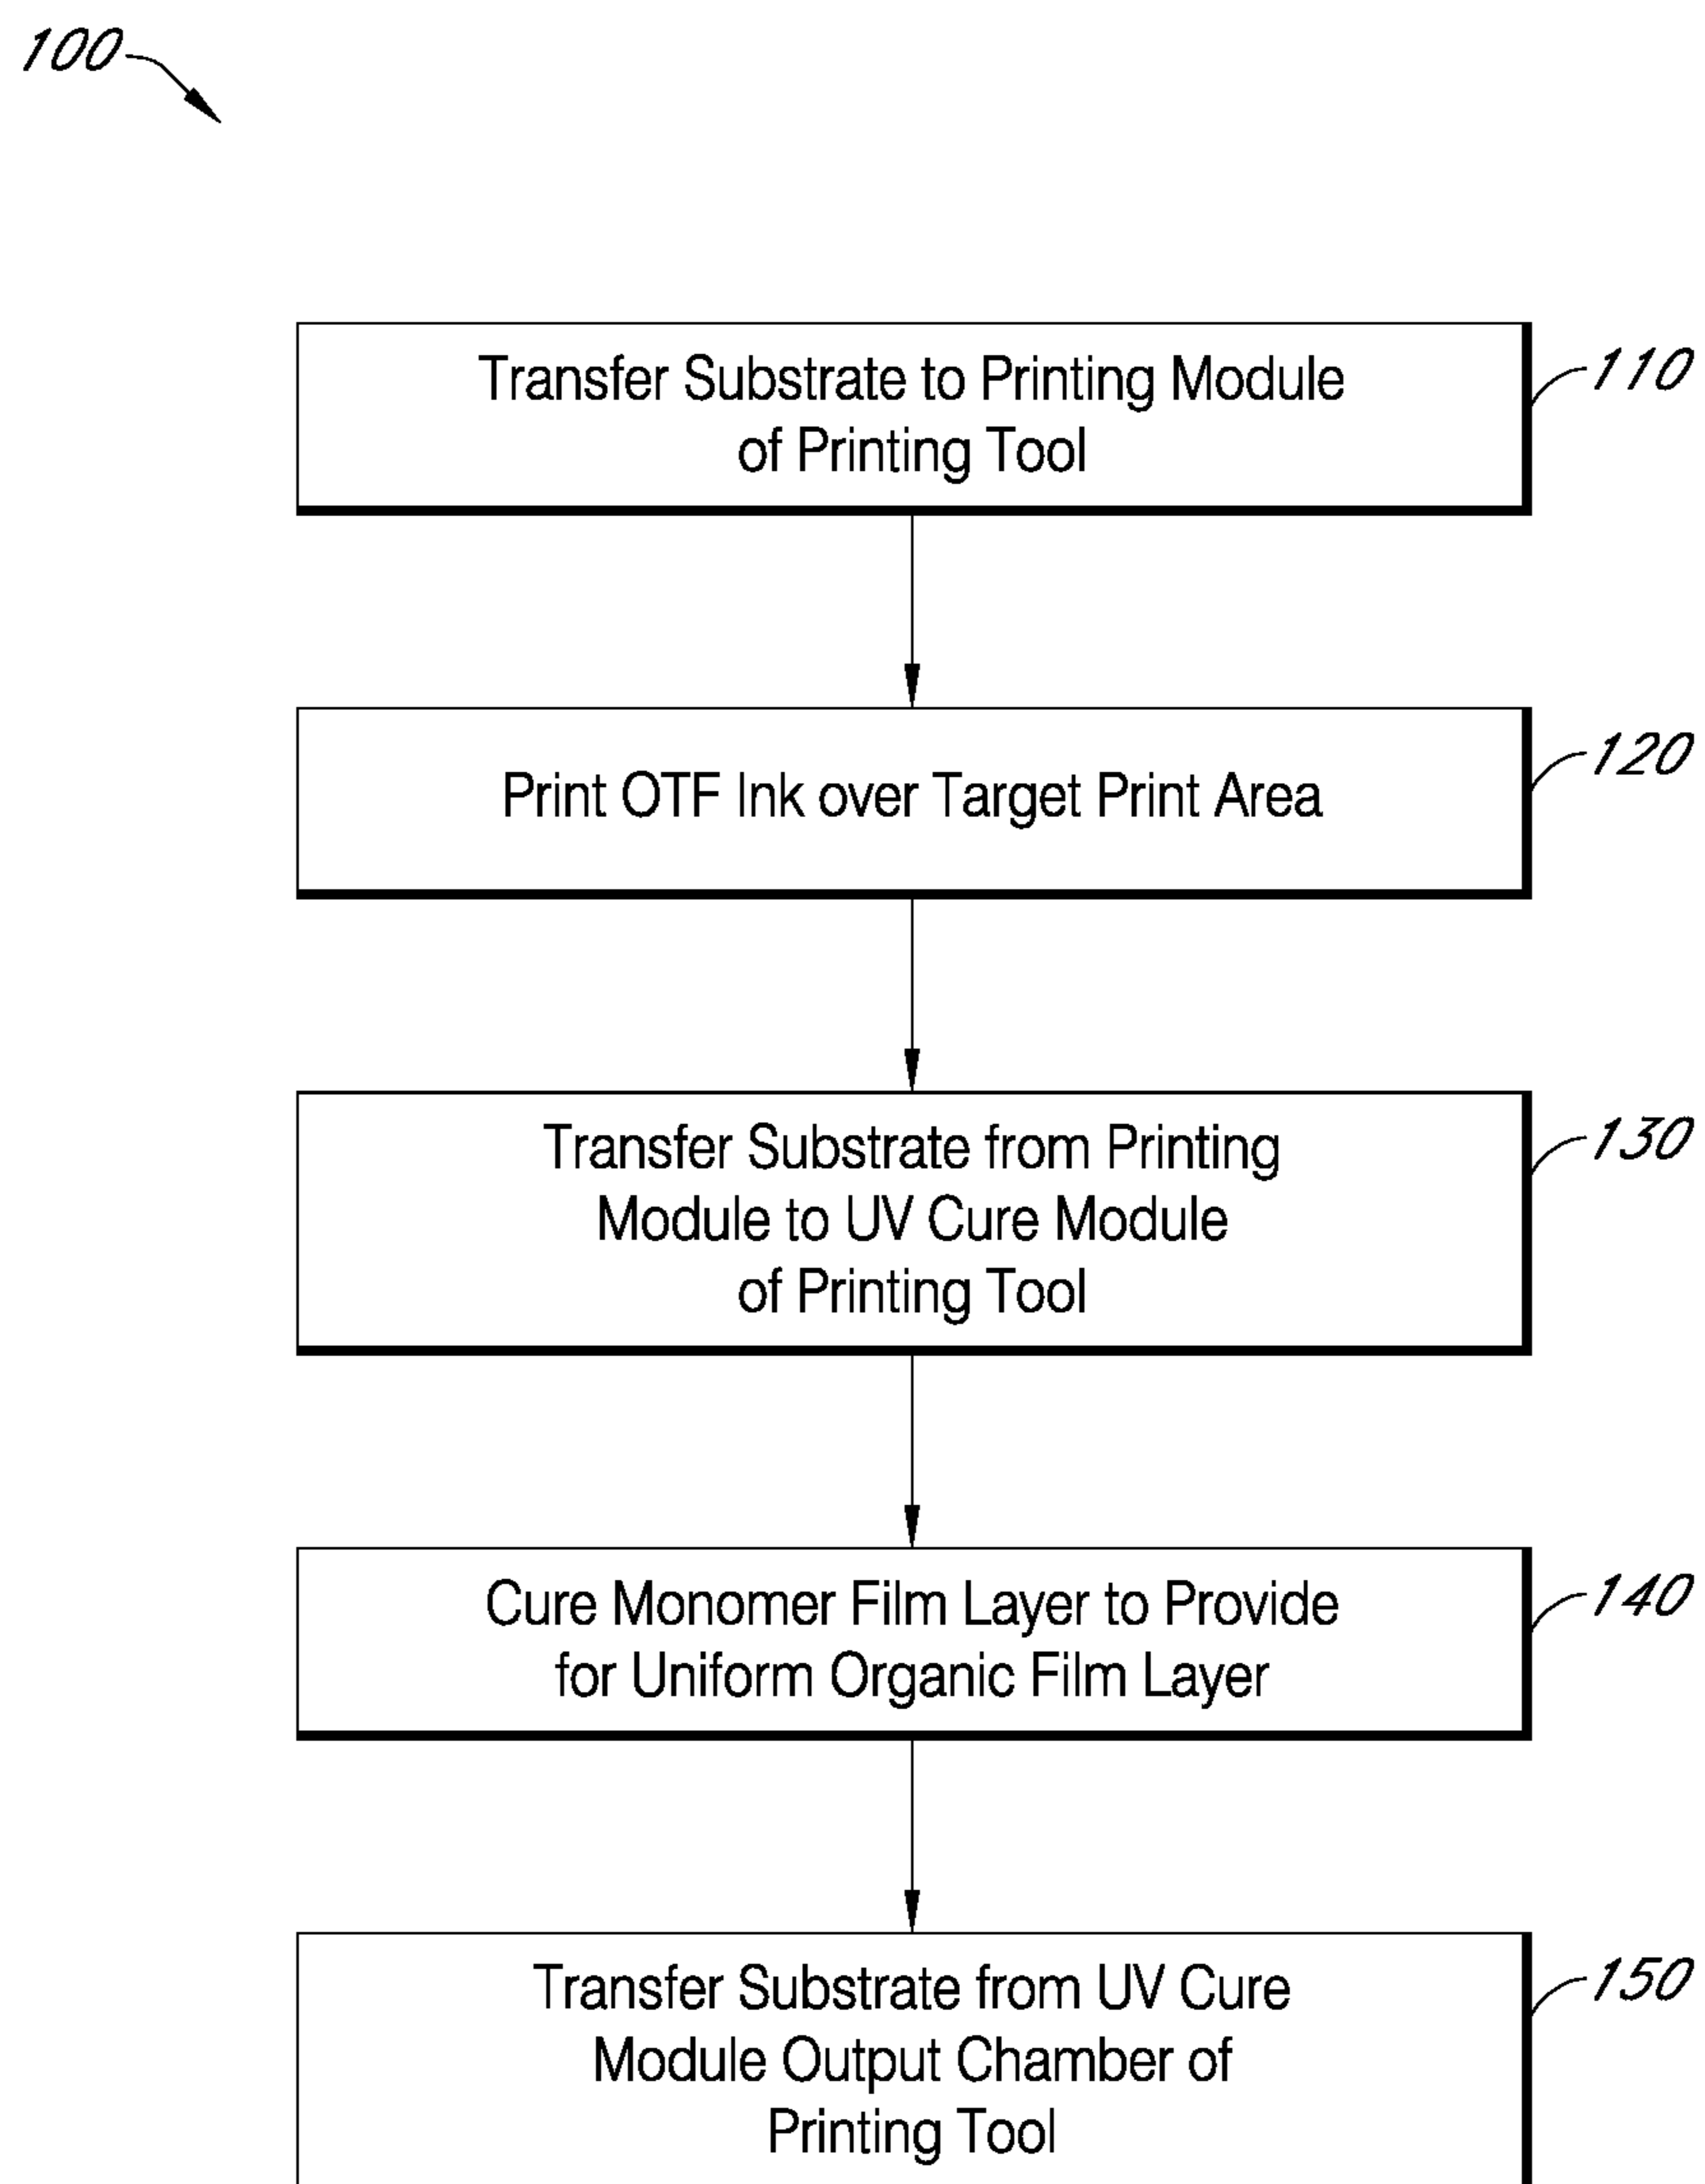 100
Transfer Substrate to Printing Module
of Printing Tool
110
Print OTF Ink over Target Print Area
120
Transfer Substrate from Printing
Module to UV Cure Module
of Printing Tool
130
Cure Monomer Film Layer to Provide
for Uniform Organic Film Layer
140
Transfer Substrate from UV Cure
Module Output Chamber of
Printing Tool
150